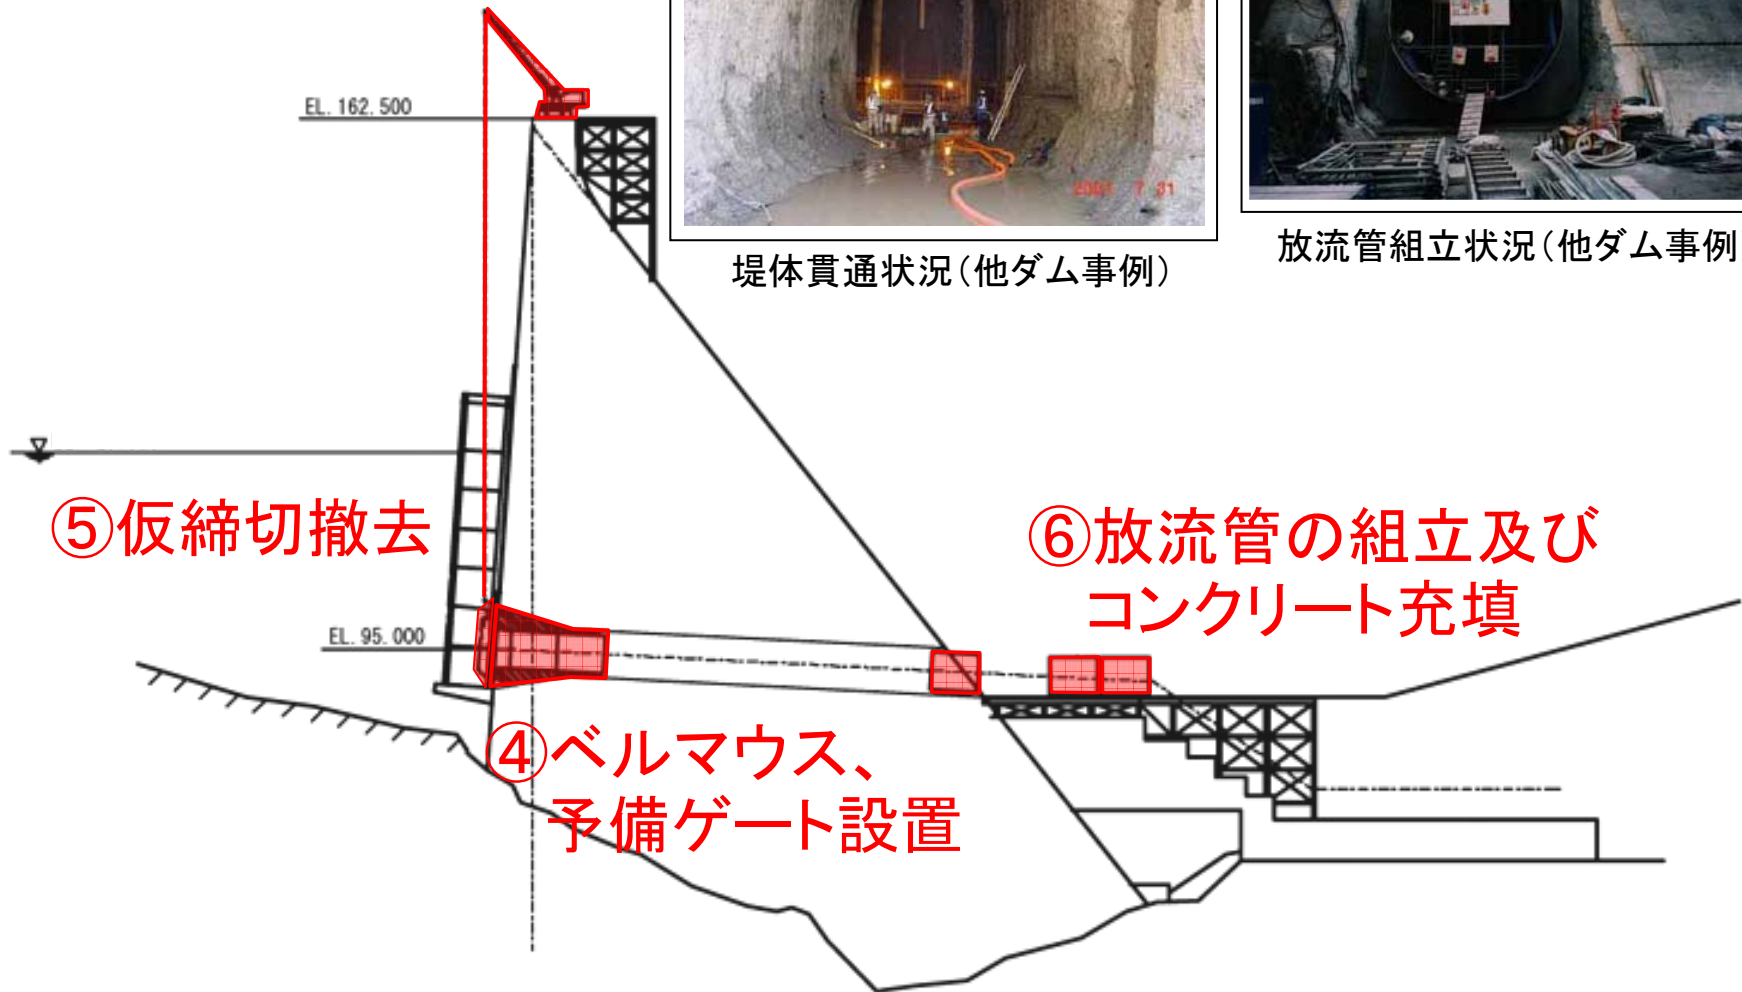 EL. 162. 500
2001 7 31
堤体貫通状況(他ダム事例)
放流管組立状況(他ダム事例
⑤仮締切撤去
⑥放流管の組立及び
コンクリート充填
EL. 95. 000
④ベルマウス、
予備ゲート設置